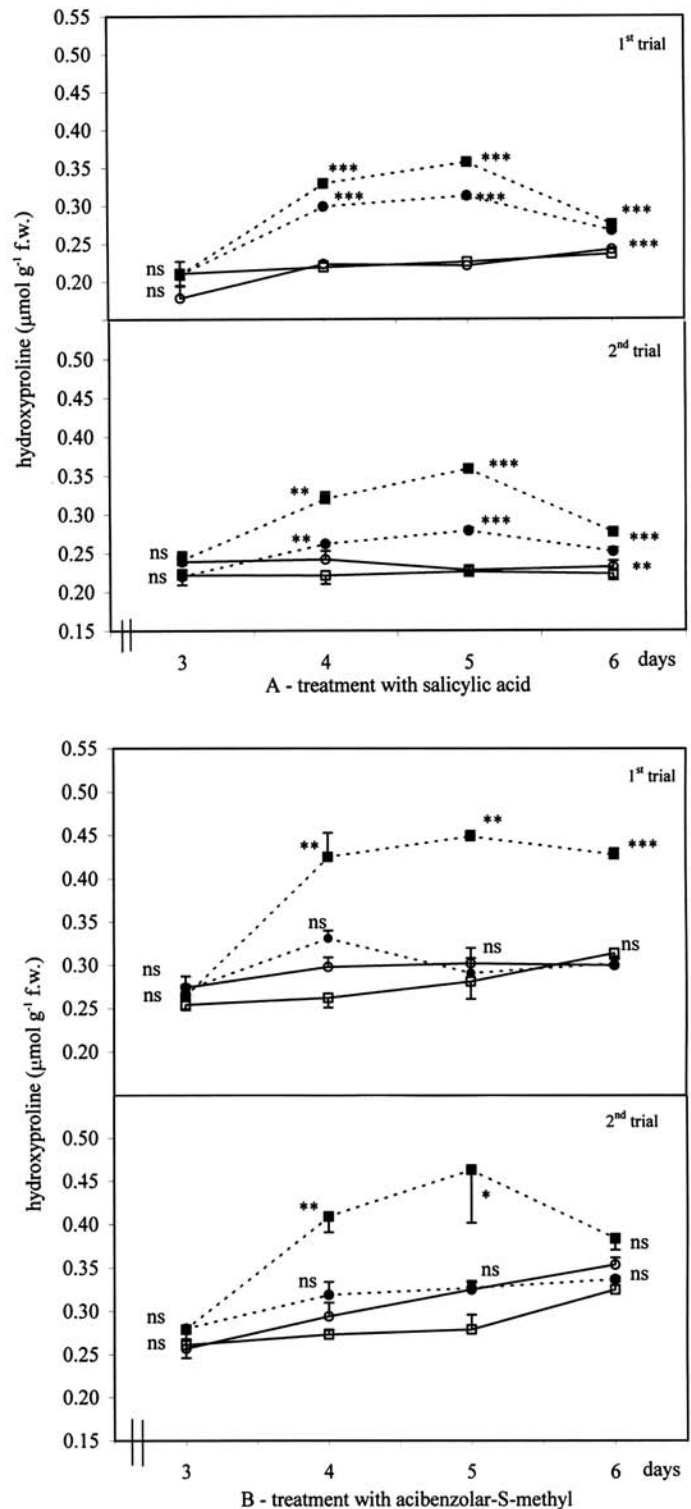 0.55
1st trial
0.50
0.45
0.40
0.35
*** ***
*** ***
0.30
***
0.25
***
ns
0.20
ns
hydroxyproline (µmol g-1 f.w.)
2nd trial
0.50
0.45
0.40
0.35
** ***
0.30
** *** ***
0.25
ns
**
0.20
ns
0.15
3 4 5 6 days
A - treatment with salicylic acid
0.55
1st trial
0.50
0.45
** ** ***
0.40
0.35
ns
0.30
ns ns ns
ns
0.25
0.20
hydroxyproline (µmol g-1 f.w.)
2nd trial
0.50
0.45
** *
0.40
ns
0.35
ns ns ns
0.30
ns
ns
0.25
0.20
0.15
3 4 5 6 days
B - treatment with acibenzolar-S-methyl